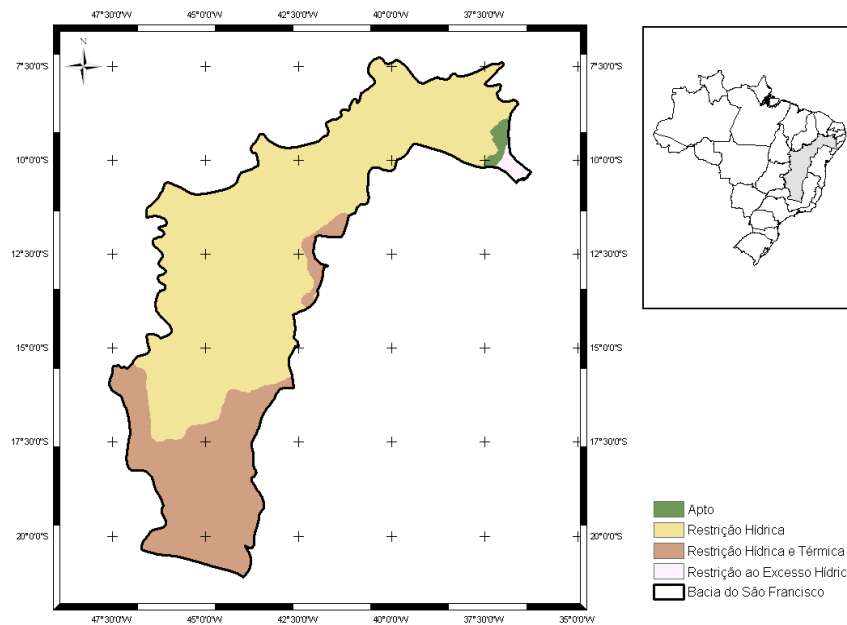 47°30'0"W 45°0'0"W 42°30'0"W 40°0'0"W 37°30'0"W 35°0'0"W
N
7°30'0"S 7°30'0"S
10°0'0"S 10°0'0"S
12°30'0"S 12°30'0"S
15°0'0"S 15°0'0"S
17°30'0"S 17°30'0"S
20°0'0"S 20°0'0"S
47°30'0"W 45°0'0"W 42°30'0"W 40°0'0"W 37°30'0"W 35°0'0"W
Apto
Restrição Hídrica
Restrição Hídrica e Térmica
Restrição ao Excesso Hídric
Bacia do São Francisco